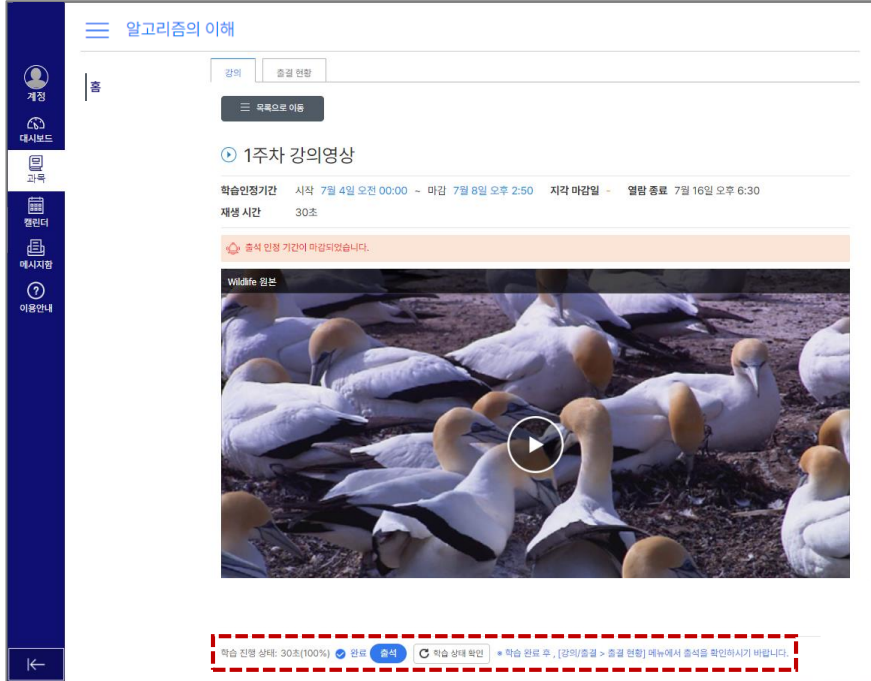 알고리즘의 이해
계정
대시보드
과목
캘린더
메시지함
이용안내
홈
강의 출결 현황
목록으로 이동
1주차 강의영상
학습인정기간 시작 7월 4일 오전 00:00 ~ 마감 7월 8일 오후 2:50 지각 마감일 - 열람 종료 7월 16일 오후 6:30
재생 시간 30초
출석 인정 기간이 마감되었습니다.
Wildlife 원본
학습 진행 상태: 30초(100%) 완료 출석 학습 상태 확인 * 학습 완료 후 , [강의/출결 > 출결 현황] 메뉴에서 출석을 확인하시기 바랍니다.